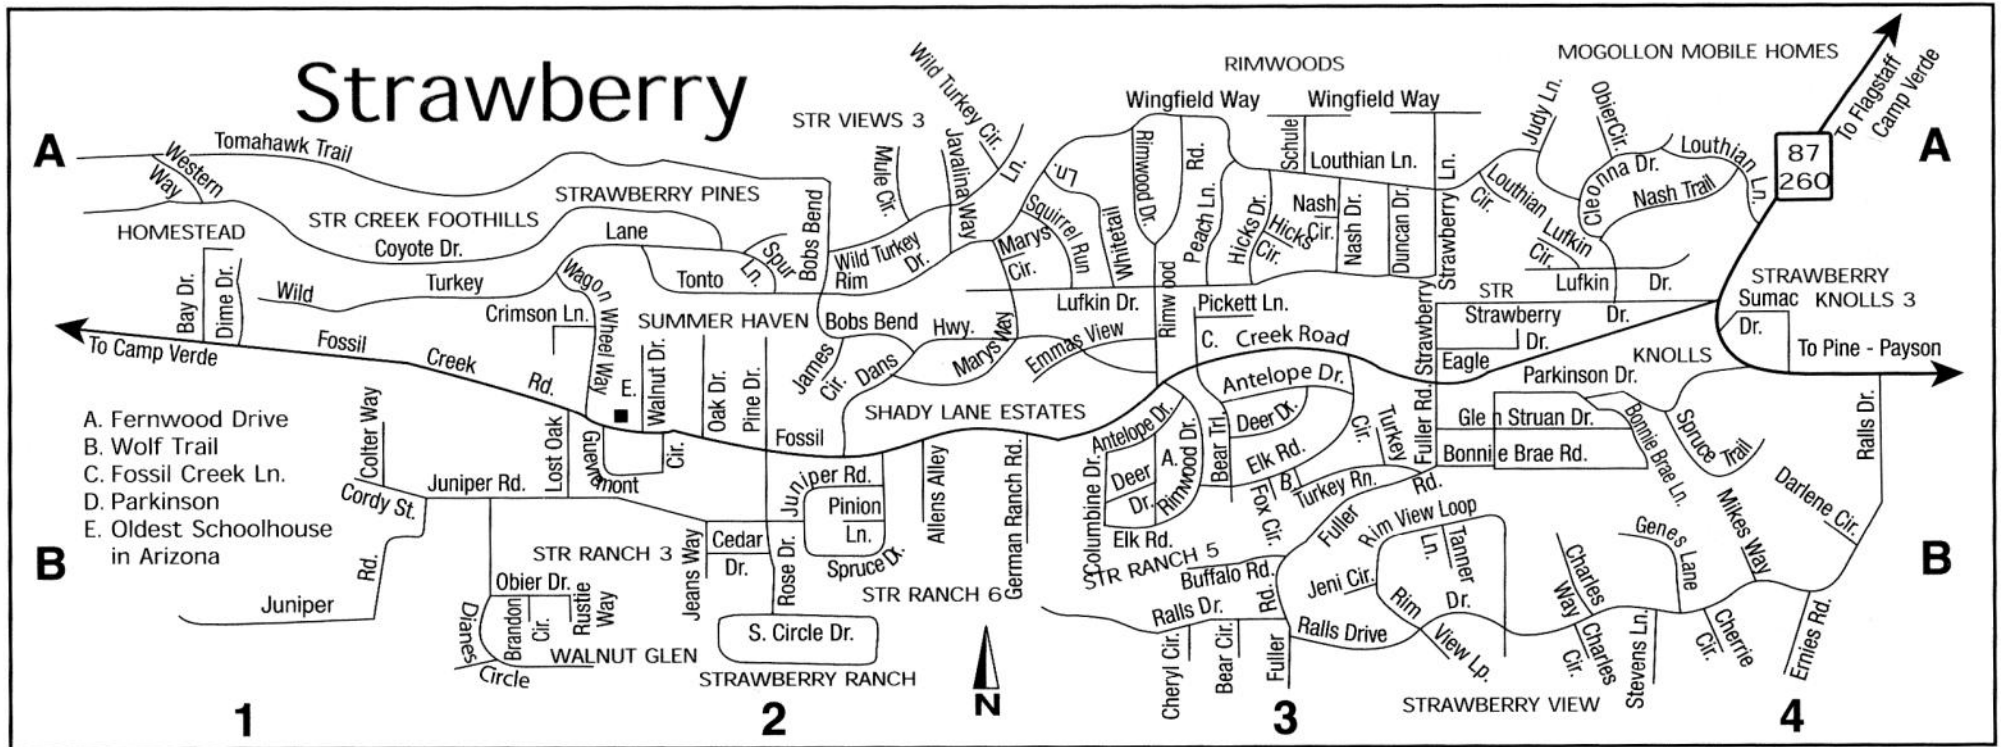 Strawberry
A
A
B
B
1
2
3
4
N
To Flagstaff
Camp Verde
87
260
To Pine - Payson
To Camp Verde
MOGOLLON MOBILE HOMES
RIMWOODS
STR VIEWS 3
STRAWBERRY PINES
STR CREEK FOOTHILLS
HOMESTEAD
SUMMER HAVEN
SHADY LANE ESTATES
STRAWBERRY
KNOLLS 3
STR
KNOLLS
STR RANCH 3
STR RANCH 5
STR RANCH 6
WALNUT GLEN
STRAWBERRY RANCH
STRAWBERRY VIEW
Tomahawk Trail
Western
Way
Coyote Dr.
Lane
Tonto
Spur
Ln.
Bobs Bend
Wild
Turkey
Wagon Wheel Way
Crimson Ln.
Bay Dr.
Dime Dr.
Fossil
Creek
Rd.
Wild Turkey Cir.
Ln.
Mule Cir.
Javalina Way
Wild Turkey
Rim
Dr.
Marys
Cir.
Squirrel Run
Ln.
Whitetail
Bobs Bend
Hwy.
James
Cir.
Dans
Marys Way
Emmas View
Lufkin Dr.
Wingfield Way
Wingfield Way
Rimwood Dr.
Rd.
Rimwood
Peach Ln.
Hicks Dr.
Hicks
Cir.
Schule
Louthian Ln.
Nash
Cir.
Nash Dr.
Duncan Dr.
Ln.
Strawberry
Pickett Ln.
C.
Creek Road
Strawberry
Judy Ln.
Obier Cir.
Cleonna Dr.
Louthian Ln.
Nash Trail
Louthian
Cir.
Lufkin
Cir.
Lufkin
Dr.
Strawberry
Dr.
Dr.
Eagle
Sumac
Dr.
Parkinson Dr.
Glen Struan Dr.
Bonnie Brae Rd.
Bonnie Brae Ln.
Spruce
Trail
Ralls Dr.
Darlene Cir.
Mikes Way
Genes Lane
Charles
Way
Charles
Cir.
Stevens Ln.
Cherrie
Cir.
Ernies Rd.
E.
Walnut Dr.
Oak Dr.
Pine Dr.
Fossil
Lost Oak
Guevremont
Cir.
Colter Way
Cordy St.
Juniper Rd.
Rd.
Juniper
Obier Dr.
Dianes
Circle
Brandon
Cir.
Rustie
Way
Jeans Way
Cedar
Dr.
Rose Dr.
Juniper Rd.
Pinion
Ln.
Spruce Dr.
S. Circle Dr.
Allens Alley
German Ranch Rd.
Antelope Dr.
Columbine Dr.
Deer
Dr.
A.
Rimwood Dr.
Elk Rd.
Bear Trl.
Antelope Dr.
Deer Dr.
Elk Rd.
B.
Fox Cir.
Turkey Rn.
Turkey
Cir.
Fuller Rd.
Rd.
Fuller
Buffalo Rd.
Ralls Dr.
Rd.
Fuller
Cheryl Cir.
Bear Cir.
Ralls Drive
Rim View Loop
Ln.
Tanner
Jeni Cir.
Rim
Dr.
View Lp.
A. Fernwood Drive
B. Wolf Trail
C. Fossil Creek Ln.
D. Parkinson
E. Oldest Schoolhouse
in Arizona